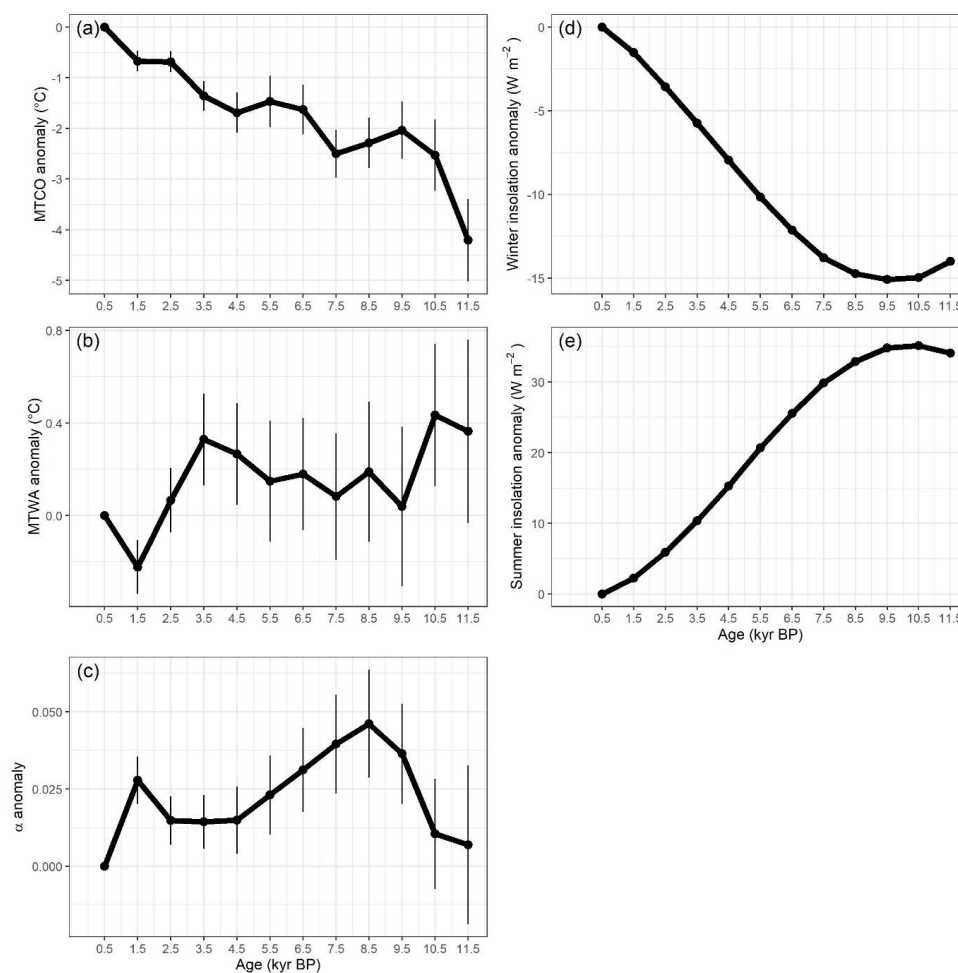 (a)
MTCO anomaly (°C)
0
-1
-2
-3
-4
-5
0.5 1.5 2.5 3.5 4.5 5.5 6.5 7.5 8.5 9.5 10.5 11.5
(b)
MTWA anomaly (°C)
0.8
0.4
0.0
0.5 1.5 2.5 3.5 4.5 5.5 6.5 7.5 8.5 9.5 10.5 11.5
(c)
α anomaly
0.050
0.025
0.000
0.5 1.5 2.5 3.5 4.5 5.5 6.5 7.5 8.5 9.5 10.5 11.5
Age (kyr BP)
(d)
Winter insolation anomaly (W m⁻²)
0
-5
-10
-15
0.5 1.5 2.5 3.5 4.5 5.5 6.5 7.5 8.5 9.5 10.5 11.5
(e)
Summer insolation anomaly (W m⁻²)
30
20
10
0
0.5 1.5 2.5 3.5 4.5 5.5 6.5 7.5 8.5 9.5 10.5 11.5
Age (kyr BP)